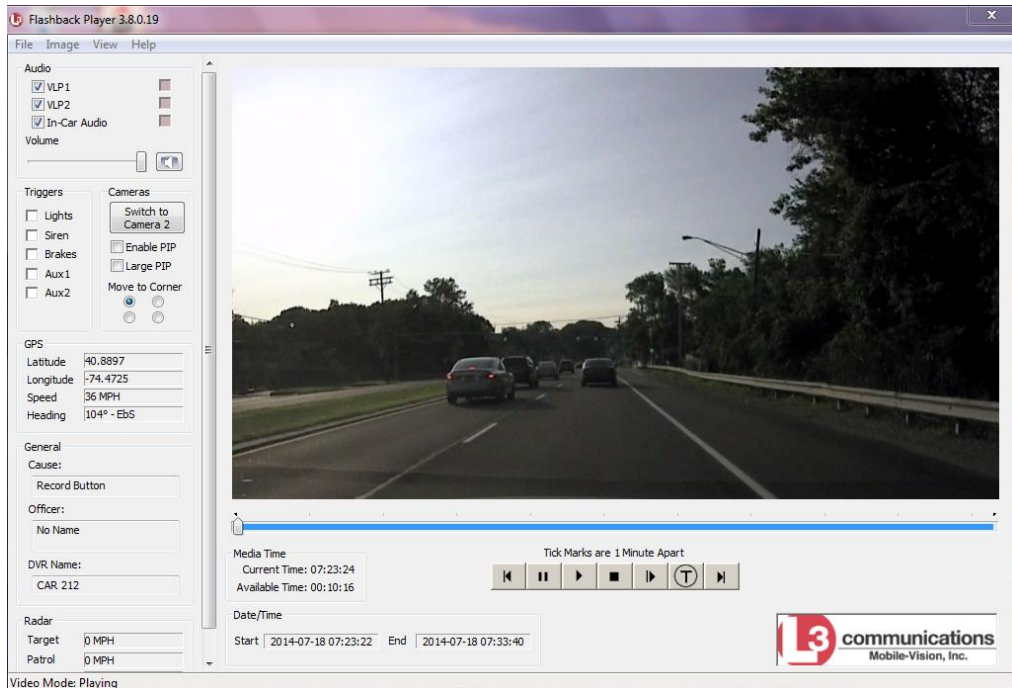 L3 Flashback Player 3.8.0.19 X
File Image View Help
Audio
VLP1
VLP2
In-Car Audio
Volume
Triggers
Lights
Siren
Brakes
Aux1
Aux2
Cameras
Switch to
Camera 2
Enable PIP
Large PIP
Move to Corner
GPS
Latitude 40.8897
Longitude -74.4725
Speed 36 MPH
Heading 104° - EbS
General
Cause:
Record Button
Officer:
No Name
DVR Name:
CAR 212
Radar
Target 0 MPH
Patrol 0 MPH
Media Time
Current Time: 07:23:24
Available Time: 00:10:16
Tick Marks are 1 Minute Apart
T
Date/Time
Start 2014-07-18 07:23:22 End 2014-07-18 07:33:40
L3 communications
Mobile-Vision, Inc.
Video Mode: Playing